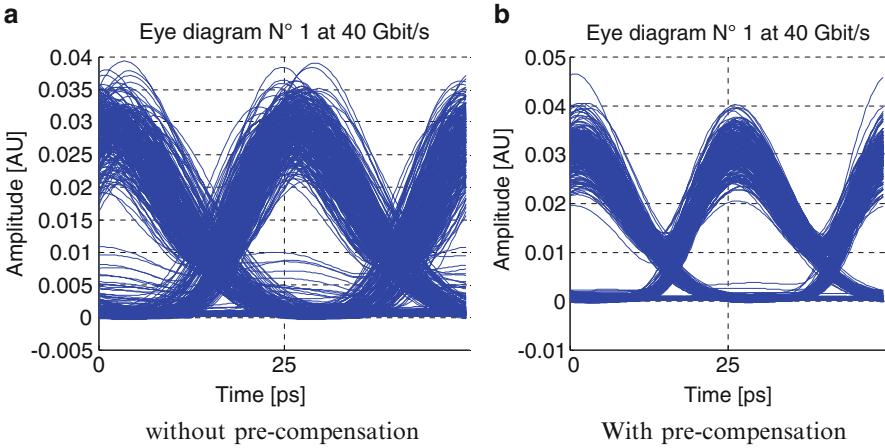 a
Eye diagram N° 1 at 40 Gbit/s
Amplitude [AU]
0.04
0.035
0.03
0.025
0.02
0.015
0.01
0.005
0
-0.005
0
25
Time [ps]
without pre-compensation
b
Eye diagram N° 1 at 40 Gbit/s
Amplitude [AU]
0.05
0.04
0.03
0.02
0.01
0
-0.01
0
25
Time [ps]
With pre-compensation